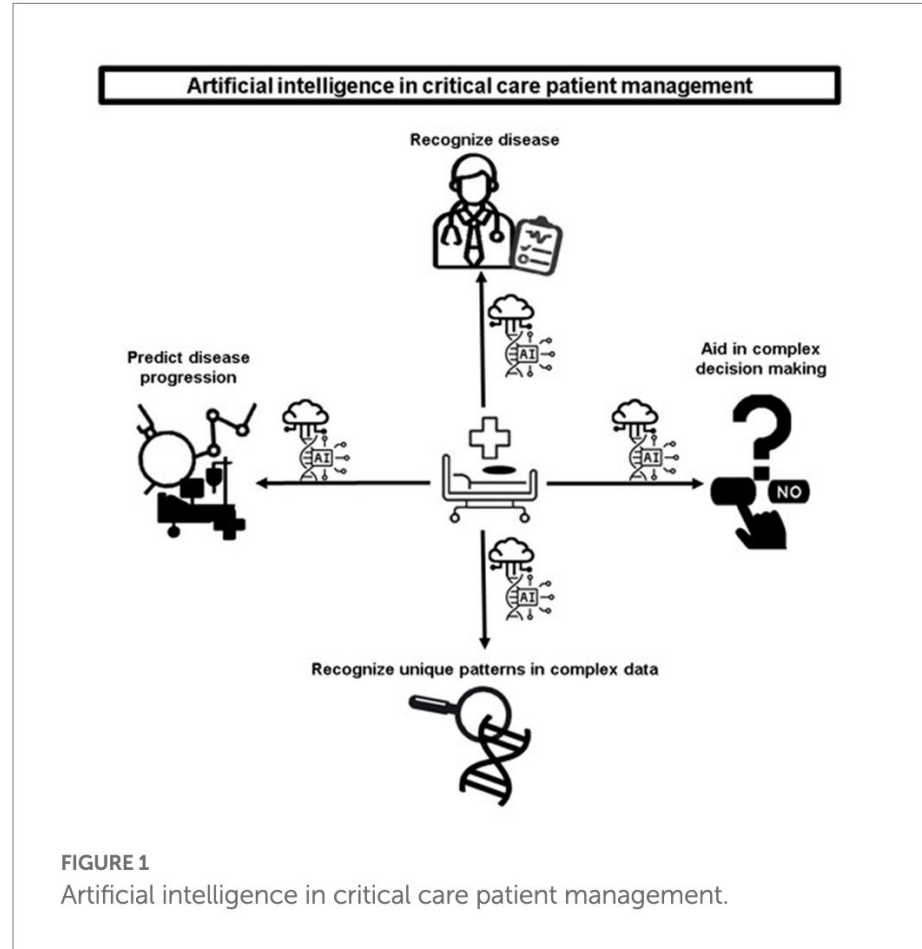 Artificial intelligence in critical care patient management
Recognize disease
AI
Predict disease
progression
AI
Aid in complex
decision making
AI
NO
AI
Recognize unique patterns in complex data
FIGURE 1
Artificial intelligence in critical care patient management.